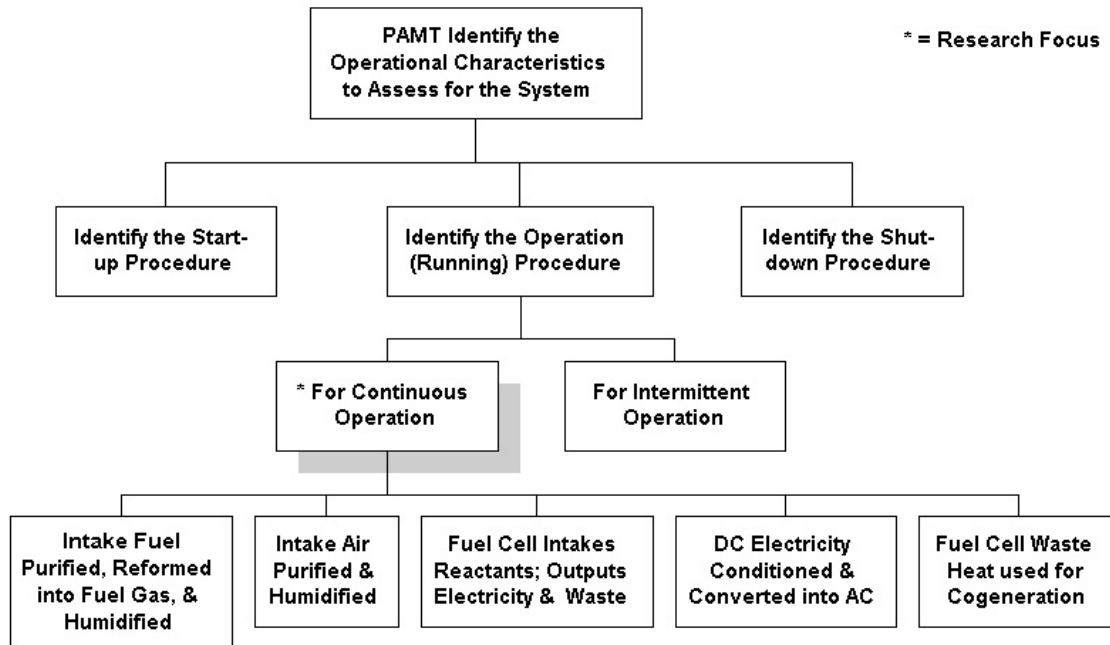 PAMT Identify the
Operational Characteristics
to Assess for the System
* = Research Focus
Identify the Start-
up Procedure
Identify the Operation
(Running) Procedure
Identify the Shut-
down Procedure
* For Continuous
Operation
For Intermittent
Operation
Intake Fuel
Purified, Reformed
into Fuel Gas, &
Humidified
Intake Air
Purified &
Humidified
Fuel Cell Intakes
Reactants; Outputs
Electricity & Waste
DC Electricity
Conditioned &
Converted into AC
Fuel Cell Waste
Heat used for
Cogeneration